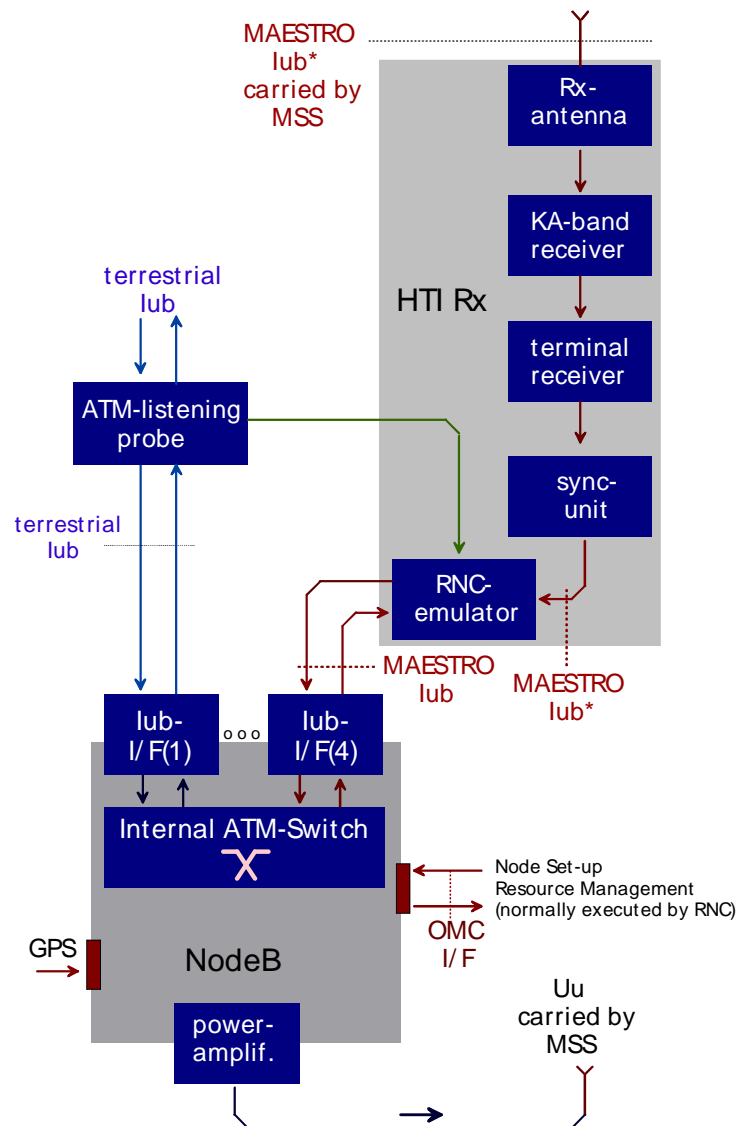 MAESTRO
Iub*
carried by
MSS
Rx-
antenna
KA-band
receiver
HTI Rx
terminal
receiver
terrestrial
Iub
ATM-listening
probe
sync-
unit
terrestrial
Iub
RNC-
emulator
MAESTRO
Iub
MAESTRO
Iub*
Iub-
I/F(1)
o o o
Iub-
I/F(4)
Internal ATM-Switch
Node Set-up
Resource Management
(normally executed by RNC)
OMC
I/F
GPS
NodeB
Uu
carried by
MSS
power-
amplif.